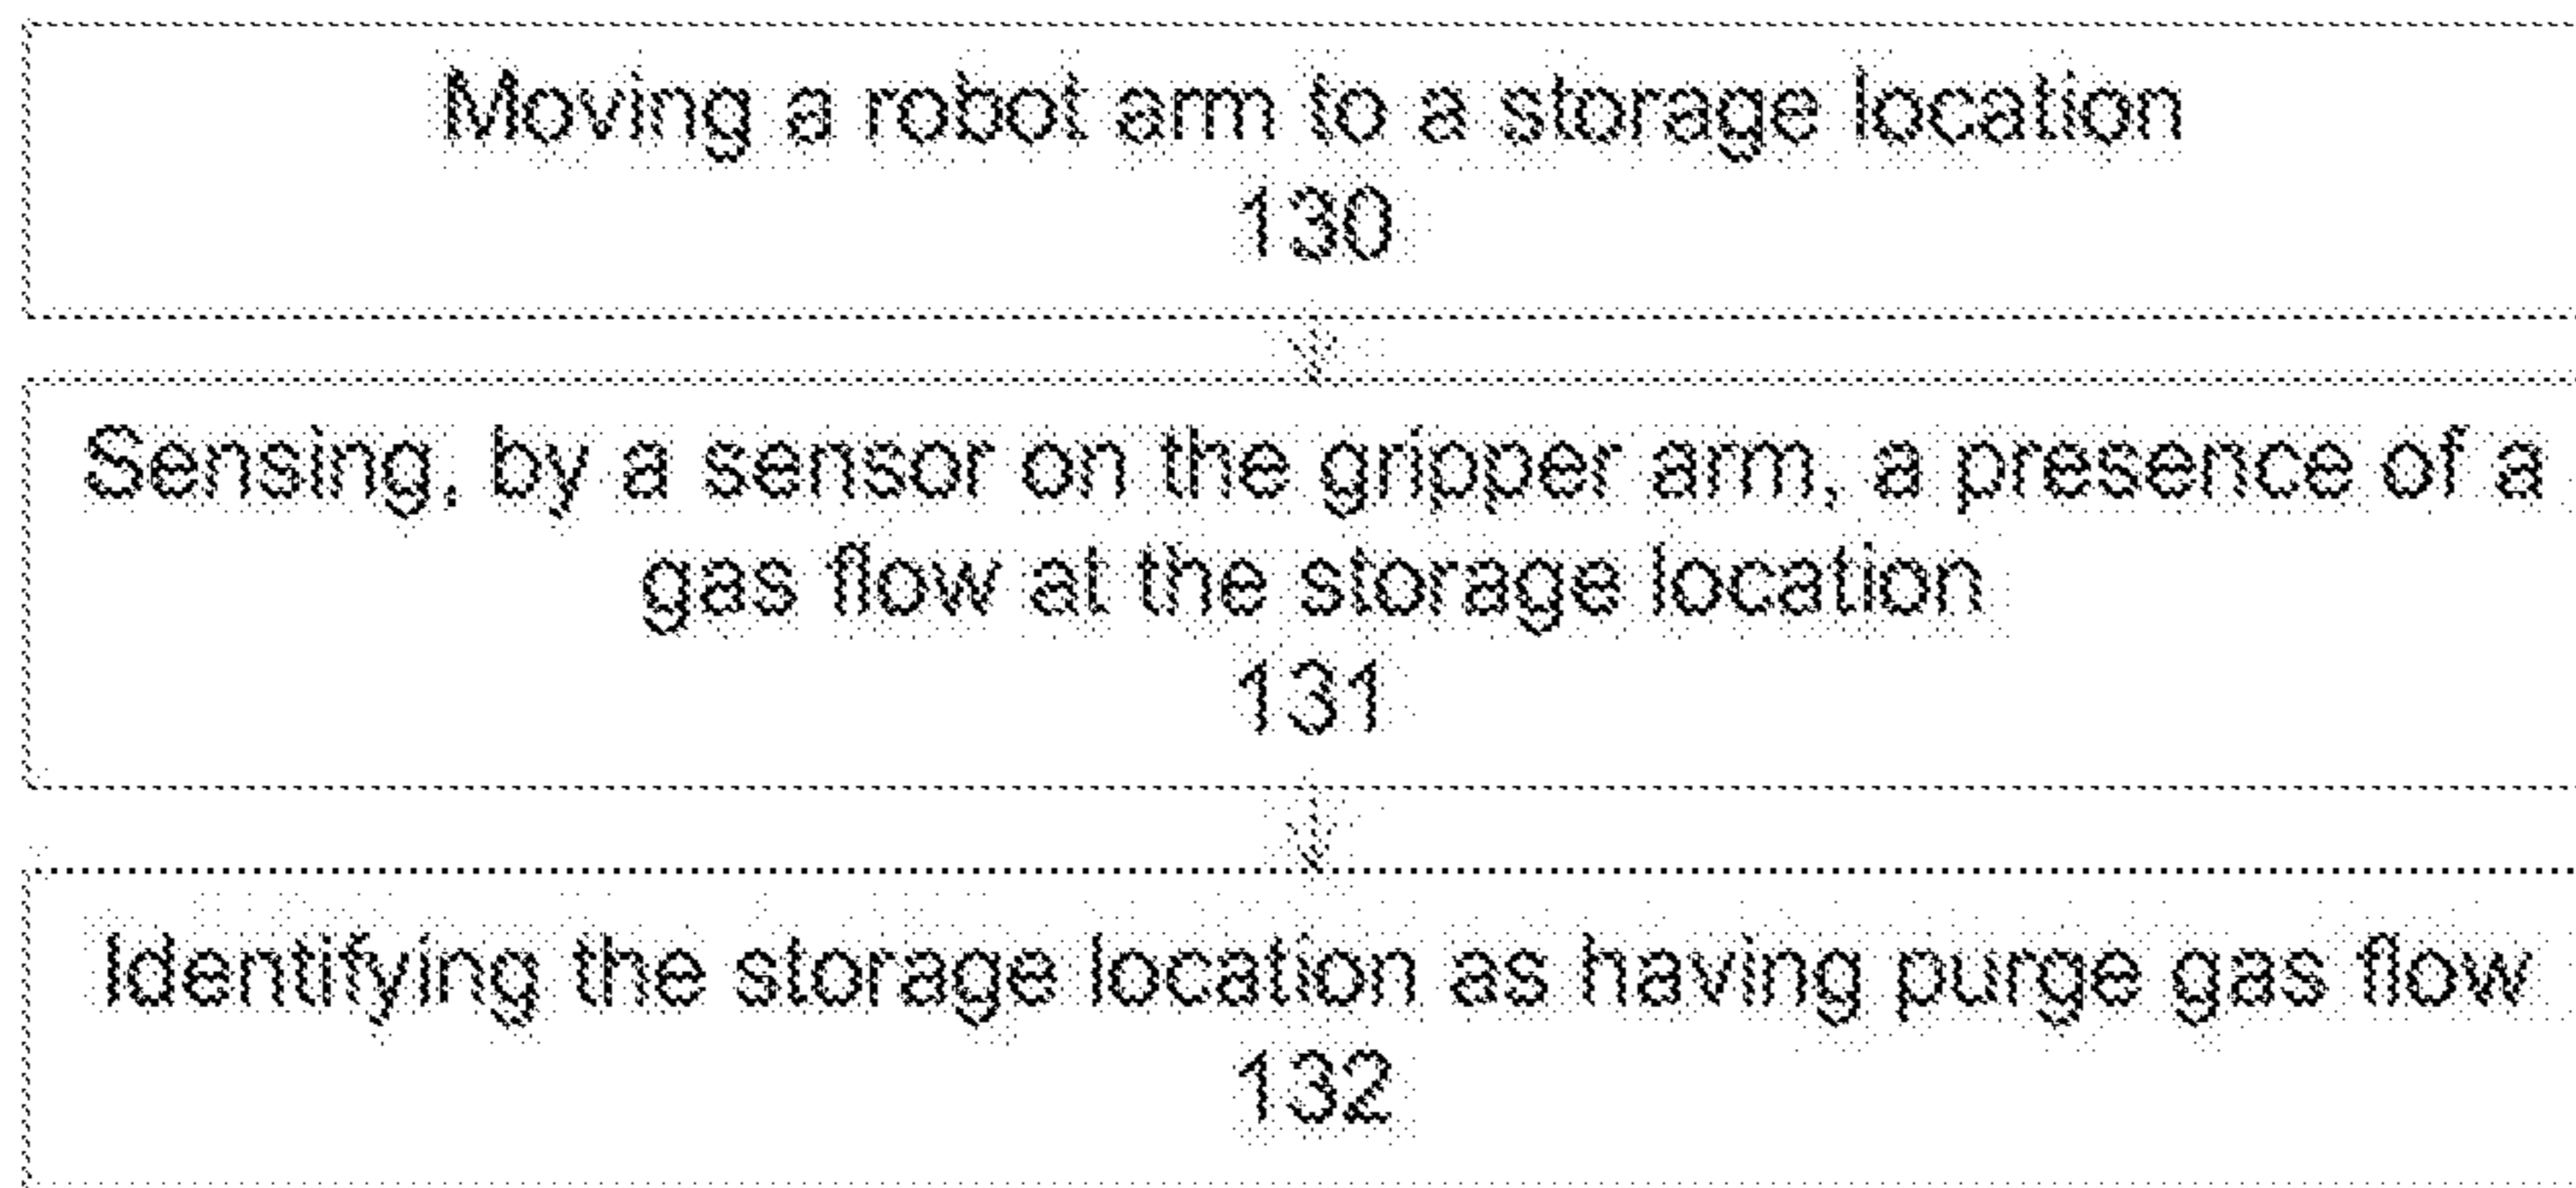 Moving a robot arm to a storage location
130
Sensing, by a sensor on the gripper arm, a presence of a
gas flow at the storage location
131
Identifying the storage location as having purge gas flow
132